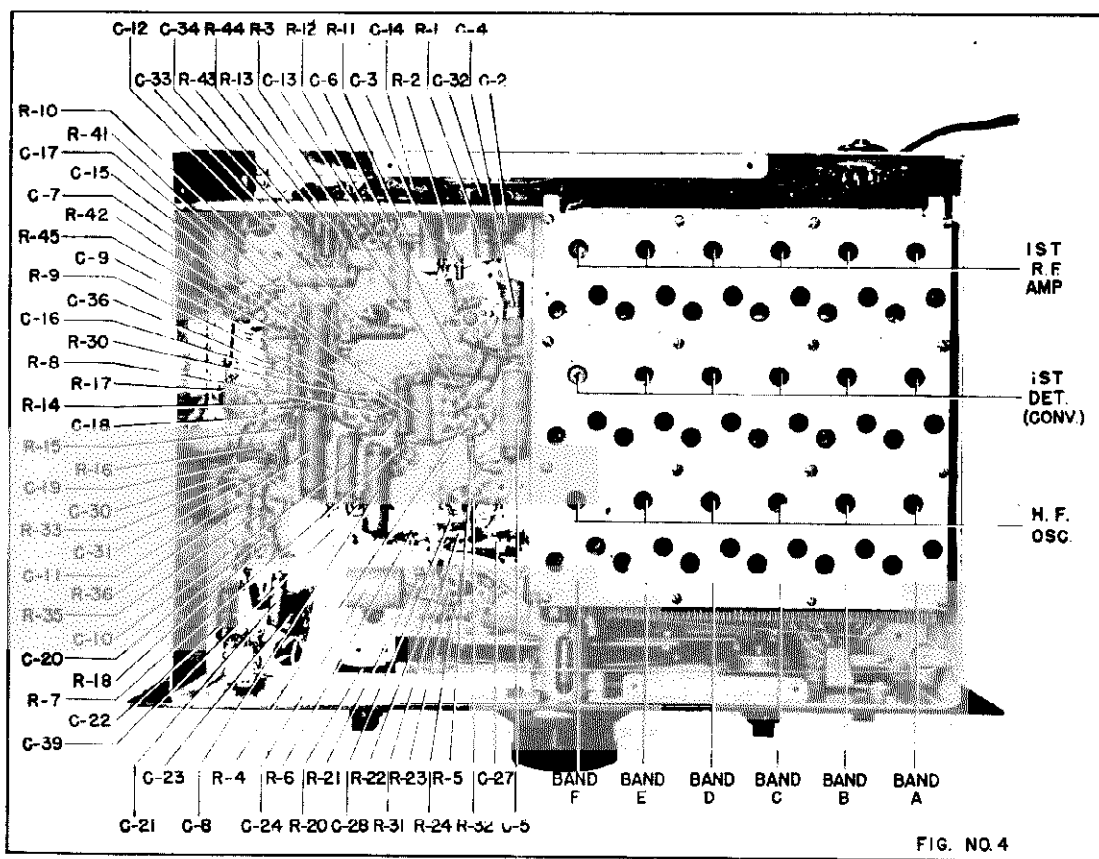 C-12 C-34 R-44 R-3 R-12 R-11 C-14 R-1 C-4
C-33 R-43 R-13 C-13 C-6 C-3 R-2 C-32 C-2
R-10
R-41
C-17
C-15
C-7
R-42
R-45
C-9
R-9
C-36
C-16
R-30
R-8
R-17
R-14
C-18
R-15
R-16
C-19
C-30
R-33
C-31
C-11
R-36
R-35
C-10
C-20
R-18
R-7
C-22
C-39
1ST
R.F.
AMP
1ST
DET.
(CONV.)
H.F.
OSC.
C-23 R-4 R-6 R-21 R-22 R-23 R-5 C-27
C-21 C-8 C-24 R-20 C-28 R-31 R-24 R-32 C-5
BAND F
BAND E
BAND D
BAND C
BAND B
BAND A
FIG. NO. 4